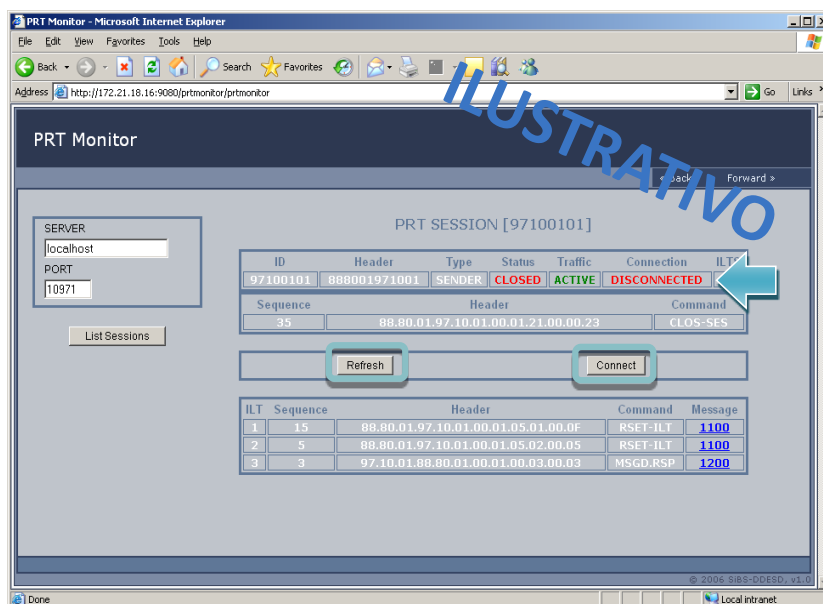 PRT Monitor - Microsoft Internet Explorer
File Edit View Favorites Tools Help
Back Search Favorites
Address http://172.21.18.16:9080/prtmonitor/prtmonitor Go Links
ILUSTRATIVO
PRT Monitor
Forward »
SERVER
localhost
PORT
10971
List Sessions
PRT SESSION [97100101]
ID Header Type Status Traffic Connection
97100101 888001971001 SENDER CLOSED ACTIVE DISCONNECTED
Sequence Header Command
35 88.80.01.97.10.01.00.01.21.00.00.23 CLOS-SES
Refresh Connect
ILT Sequence Header Command Message
1 15 88.80.01.97.10.01.00.01.05.01.00.0F RSET-ILT 1100
2 5 88.80.01.97.10.01.00.01.05.02.00.05 RSET-ILT 1100
3 3 97.10.01.88.80.01.00.01.00.03.00.03 MSGD.RSP 1200
© 2006 SiBS-DDESD, v1.0
Done Local intranet